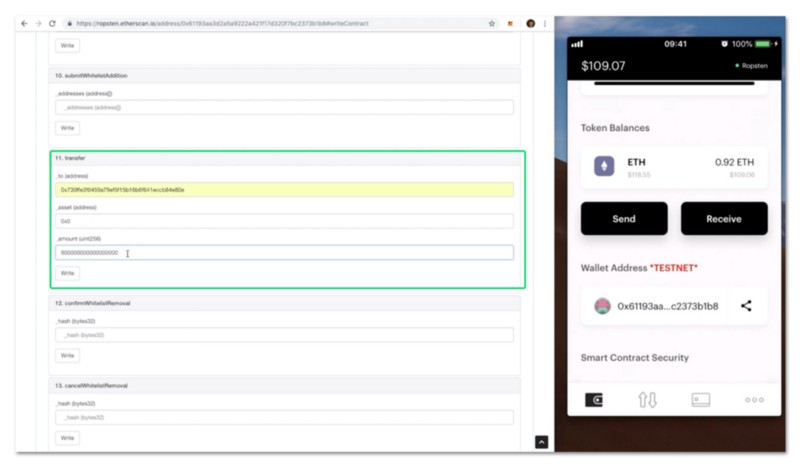 https://ropsten.etherscan.io/address/0x61193aa3d2a5a9222a421f17d320f7bc2373b1b8#writeContract
Write
10. submitWhitelistAddition
_addresses (address[])
_addresses (address[])
Write
11. transfer
_to (address)
_asset (address)
0x0
_amount (uint256)
Write
12. confirmWhitelistRemoval
_hash (bytes32)
_hash (bytes32)
Write
13. cancelWhitelistRemoval
_hash (bytes32)
_hash (bytes32)
Write
09:41
100%
$109.07
Ropsten
Token Balances
ETH
0.92 ETH
$118.55
$109.06
Send
Receive
Wallet Address *TESTNET*
0x61193aa...c2373b1b8
Smart Contract Security